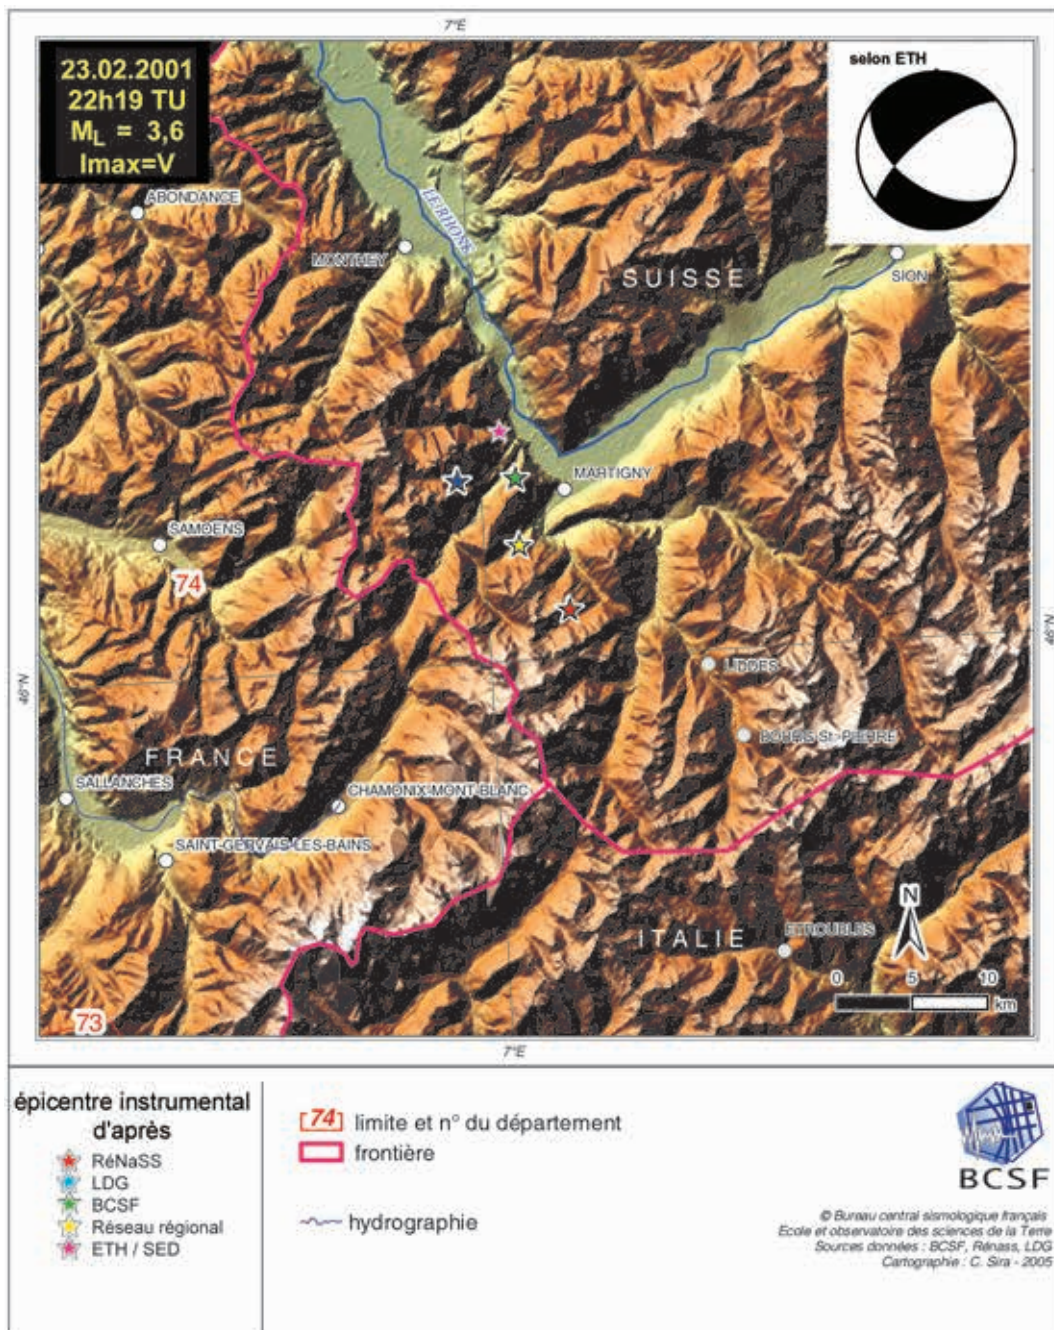 7°E
23.02.2001
22h19 TU
ML = 3,6
Imax=V
selon ETH
ABONDANCE
LE RHONE
MONTHEY
SUISSE
SION
MARTIGNY
SAMOENS
74
46°N
46°N
LIDDES
BOURG St-PIERRE
FRANCE
SALLANCHES
CHAMONIX-MONT-BLANC
SAINT-GERVAIS-LES-BAINS
N
ITALIE
ETROUBLES
0 5 10
km
73
7°E
épicentre instrumental
d'après
RéNaSS
LDG
BCSF
Réseau régional
ETH / SED
74 limite et n° du département
frontière
hydrographie
BCSF
© Bureau central sismologique français
Ecole et observatoire des sciences de la Terre
Sources données : BCSF, Rénass, LDG
Cartographie : C. Sira - 2005